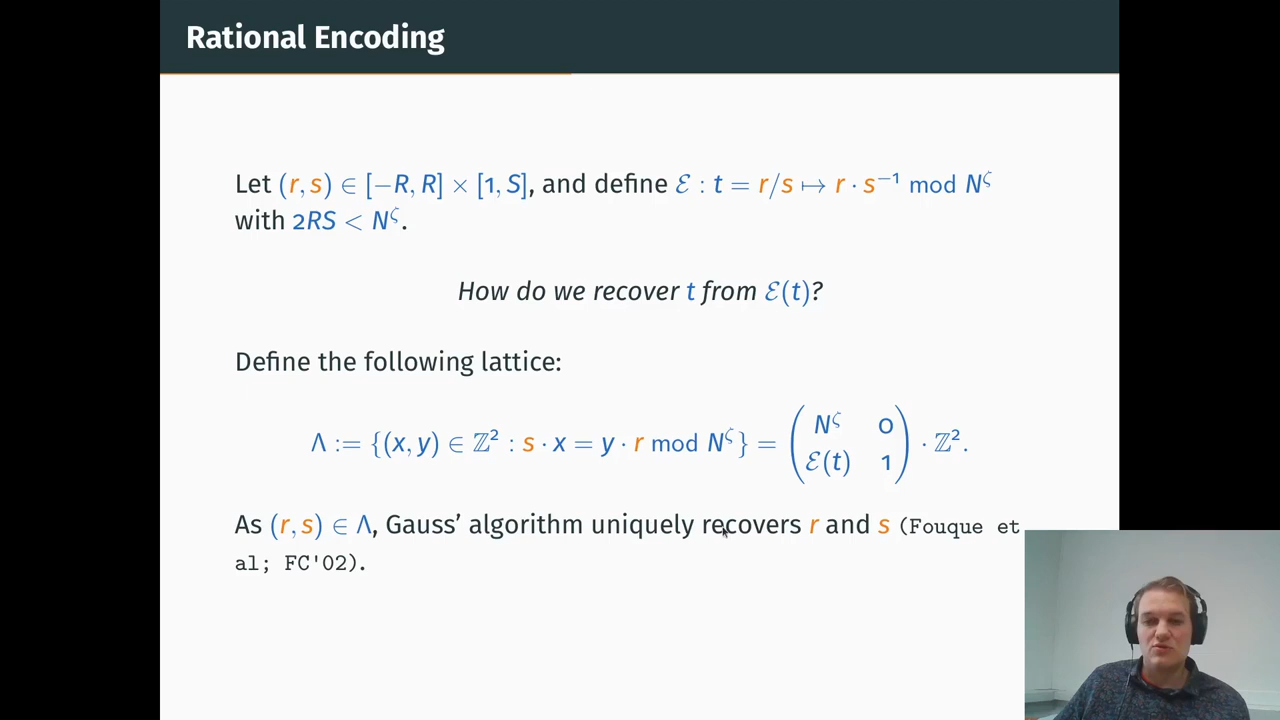 Rational Encoding
Let (r, s) ∈ [−R, R] × [1, S], and define ℰ : t = r/s ↦ r · s⁻¹ mod N^ζ
with 2RS < N^ζ.
How do we recover t from ℰ(t)?
Define the following lattice:
Λ := {(x, y) ∈ ℤ² : s · x = y · r mod N^ζ} = (N^ζ 0; ℰ(t) 1) · ℤ².
As (r, s) ∈ Λ, Gauss’ algorithm uniquely recovers r and s (Fouque et
al; FC'02).